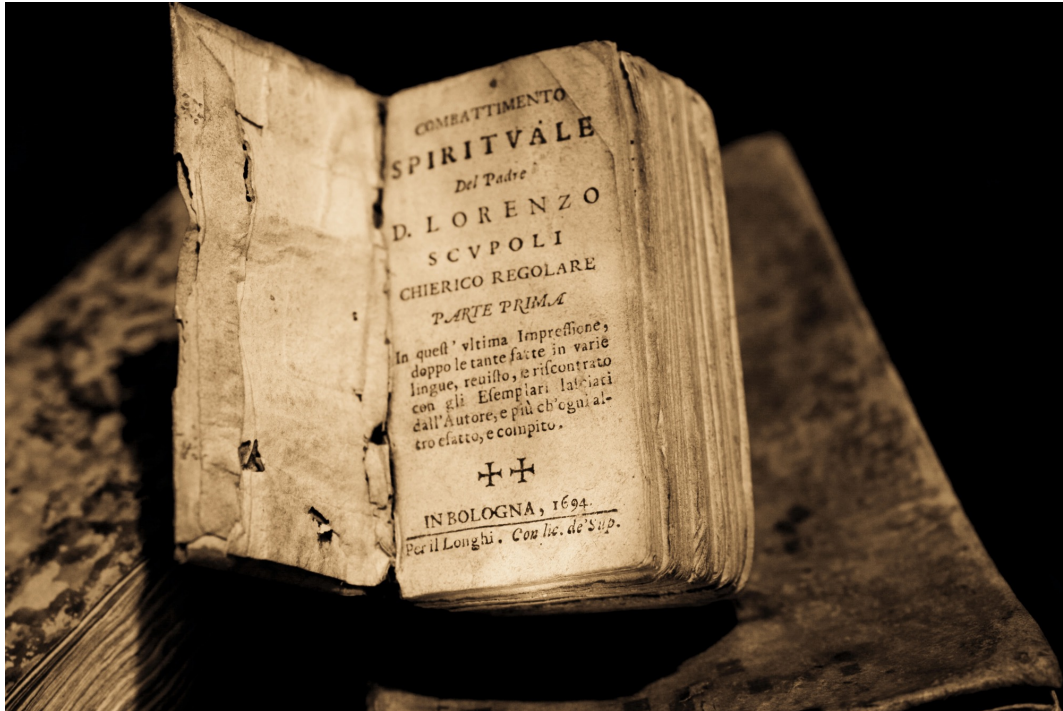 COMBATTIMENTO
SPIRITVALE
Del Padre
D. LORENZO
SCVPOLI
CHIERICO REGOLARE
PARTE PRIMA
In queſt' vltima Impreſſione,
doppo le tante fatte in varie
lingue, reuiſto, e riſcontrato
con gli Eſemplari laſciati
dall'Autore, e più ch'ogni al-
tro eſatto, e compito.
IN BOLOGNA, 1694.
Per il Longhi. Con lic. de' Sup.